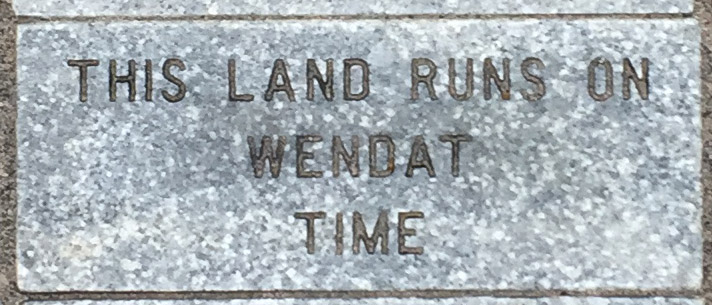 THIS LAND RUNS ON
WENDAT
TIME